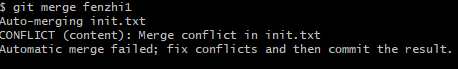 $ git merge fenzhi1
Auto-merging init.txt
CONFLICT (content): Merge conflict in init.txt
Automatic merge failed; fix conflicts and then commit the result.